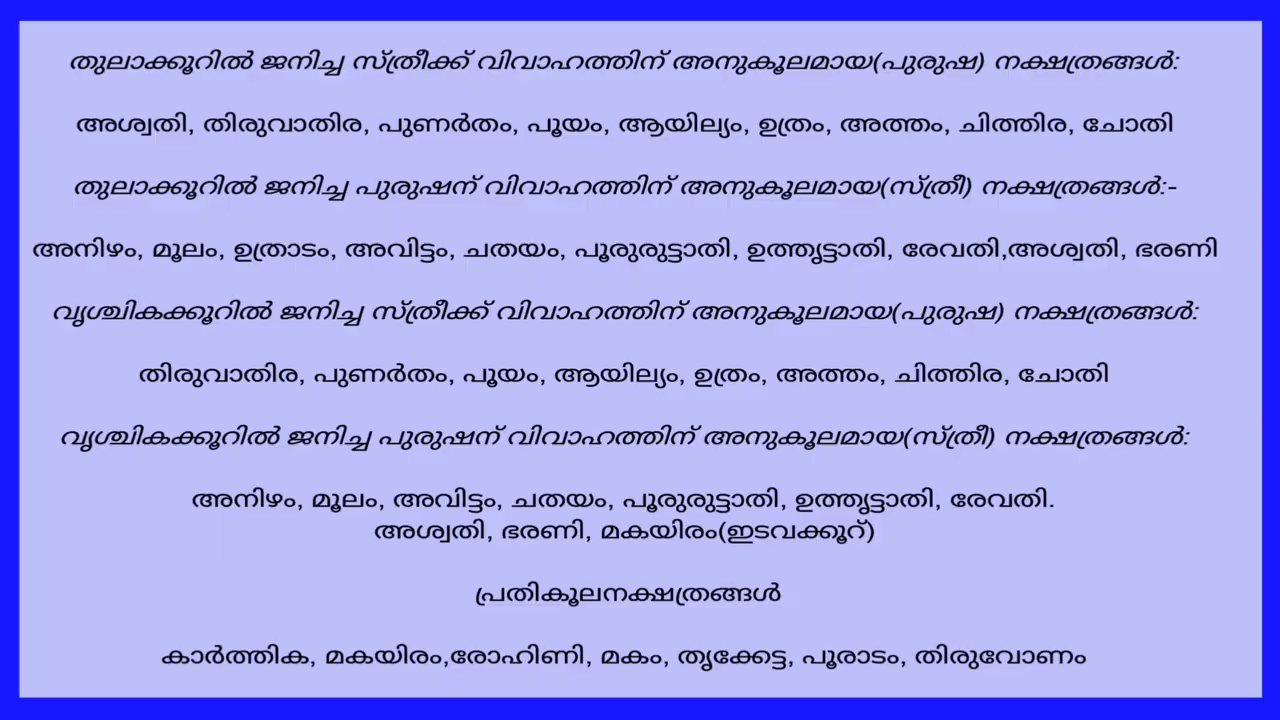 തുലാക്കൂറിൽ ജനിച്ച സ്ത്രീക്ക് വിവാഹത്തിന് അനുകൂലമായ(പുരുഷ) നക്ഷത്രങ്ങൾ:
അശ്വതി, തിരുവാതിര, പുണർതം, പൂയം, ആയില്യം, ഉത്രം, അത്തം, ചിത്തിര, ചോതി
തുലാക്കൂറിൽ ജനിച്ച പുരുഷന് വിവാഹത്തിന് അനുകൂലമായ(സ്ത്രീ) നക്ഷത്രങ്ങൾ:-
അനിഴം, മൂലം, ഉത്രാടം, അവിട്ടം, ചതയം, പൂരുരുട്ടാതി, ഉത്തൃട്ടാതി, രേവതി,അശ്വതി, ഭരണി
വൃശ്ചികക്കൂറിൽ ജനിച്ച സ്ത്രീക്ക് വിവാഹത്തിന് അനുകൂലമായ(പുരുഷ) നക്ഷത്രങ്ങൾ:
തിരുവാതിര, പുണർതം, പൂയം, ആയില്യം, ഉത്രം, അത്തം, ചിത്തിര, ചോതി
വൃശ്ചികക്കൂറിൽ ജനിച്ച പുരുഷന് വിവാഹത്തിന് അനുകൂലമായ(സ്ത്രീ) നക്ഷത്രങ്ങൾ:
അനിഴം, മൂലം, അവിട്ടം, ചതയം, പൂരുരുട്ടാതി, ഉത്തൃട്ടാതി, രേവതി.
അശ്വതി, ഭരണി, മകയിരം(ഇടവക്കൂറ്)
പ്രതികൂലനക്ഷത്രങ്ങൾ
കാർത്തിക, മകയിരം,രോഹിണി, മകം, തൃക്കേട്ട, പൂരാടം, തിരുവോണം